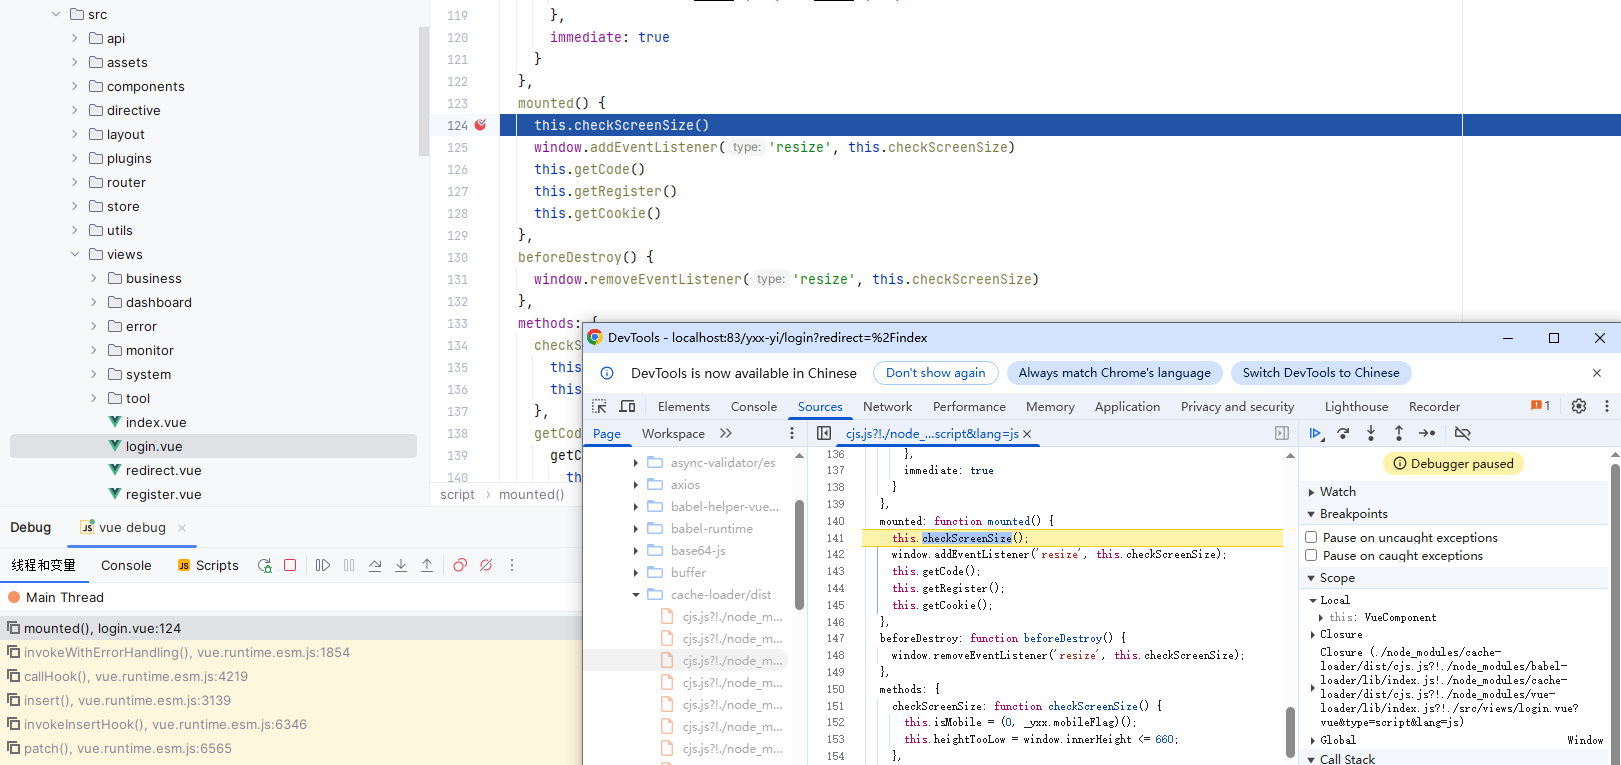 src
api
assets
components
directive
layout
plugins
router
store
utils
views
business
dashboard
error
monitor
system
tool
index.vue
login.vue
redirect.vue
register.vue
119 },
120 immediate: true
121 }
122 },
123 mounted() {
124 this.checkScreenSize()
125 window.addEventListener( type: 'resize', this.checkScreenSize)
126 this.getCode()
127 this.getRegister()
128 this.getCookie()
129 },
130 beforeDestroy() {
131 window.removeEventListener( type: 'resize', this.checkScreenSize)
132 },
133 methods: {
134 checkS
135 this
136 this
137 },
138 getCod
139 getC
140 th
script › mounted()
Debug
vue debug
线程和变量
Console
Scripts
Main Thread
mounted(), login.vue:124
invokeWithErrorHandling(), vue.runtime.esm.js:1854
callHook(), vue.runtime.esm.js:4219
insert(), vue.runtime.esm.js:3139
invokeInsertHook(), vue.runtime.esm.js:6346
patch(), vue.runtime.esm.js:6565
DevTools - localhost:83/yxx-yi/login?redirect=%2Findex
DevTools is now available in Chinese
Don't show again
Always match Chrome's language
Switch DevTools to Chinese
Elements
Console
Sources
Network
Performance
Memory
Application
Privacy and security
Lighthouse
Recorder
1
Page
Workspace
async-validator/es
axios
babel-helper-vue...
babel-runtime
base64-js
buffer
cache-loader/dist
cjs.js?!./node_m...
cjs.js?!./node_m...
cjs.js?!./node_m...
cjs.js?!./node_m...
cjs.js?!./node_m...
cjs.js?!./node_m...
cjs.js?!./node_m...
cjs.js?!./node_...script&lang=js
136 },
137 immediate: true
138 }
139 },
140 mounted: function mounted() {
141 this.checkScreenSize();
142 window.addEventListener('resize', this.checkScreenSize);
143 this.getCode();
144 this.getRegister();
145 this.getCookie();
146 },
147 beforeDestroy: function beforeDestroy() {
148 window.removeEventListener('resize', this.checkScreenSize);
149 },
150 methods: {
151 checkScreenSize: function checkScreenSize() {
152 this.isMobile = (0, _yxx.mobileFlag)();
153 this.heightTooLow = window.innerHeight <= 660;
154 },
Debugger paused
Watch
Breakpoints
Pause on uncaught exceptions
Pause on caught exceptions
Scope
Local
this: VueComponent
Closure
Closure (./node_modules/cache-
loader/dist/cjs.js?!./node_modules/babel-
loader/lib/index.js!./node_modules/cache-
loader/dist/cjs.js?!./node_modules/vue-
loader/lib/index.js?!./src/views/login.vue?
vue&type=script&lang=js)
Global Window
Call Stack